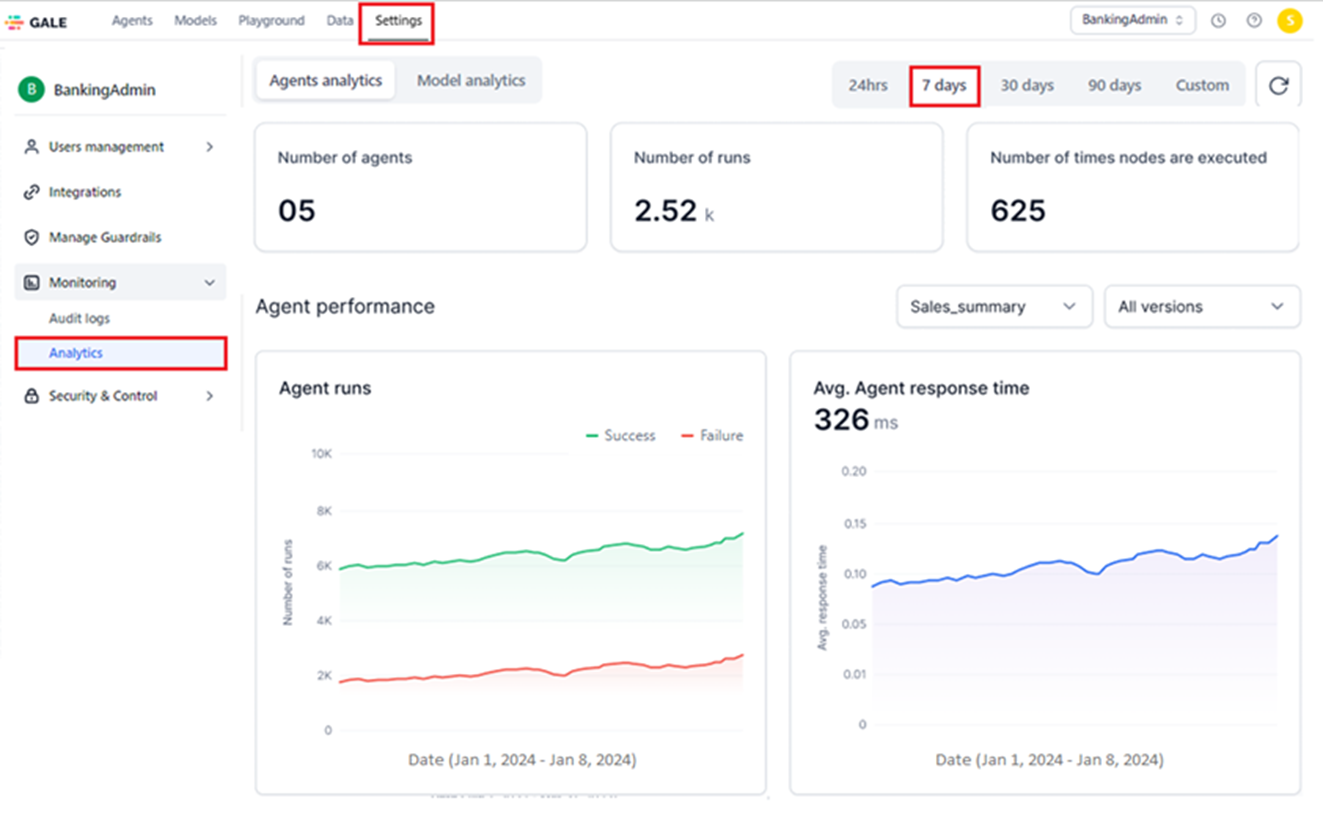 GALE Agents Models Playground Data Settings BankingAdmin S
B BankingAdmin
Users management
Integrations
Manage Guardrails
Monitoring
Audit logs
Analytics
Security & Control
Agents analytics Model analytics 24hrs 7 days 30 days 90 days Custom
Number of agents
05
Number of runs
2.52 k
Number of times nodes are executed
625
Agent performance Sales_summary All versions
Agent runs
Success Failure
Number of runs
10K
8K
6K
4K
2K
0
Date (Jan 1, 2024 - Jan 8, 2024)
Avg. Agent response time
326 ms
Avg. response time
0.20
0.15
0.10
0.05
0.01
0
Date (Jan 1, 2024 - Jan 8, 2024)